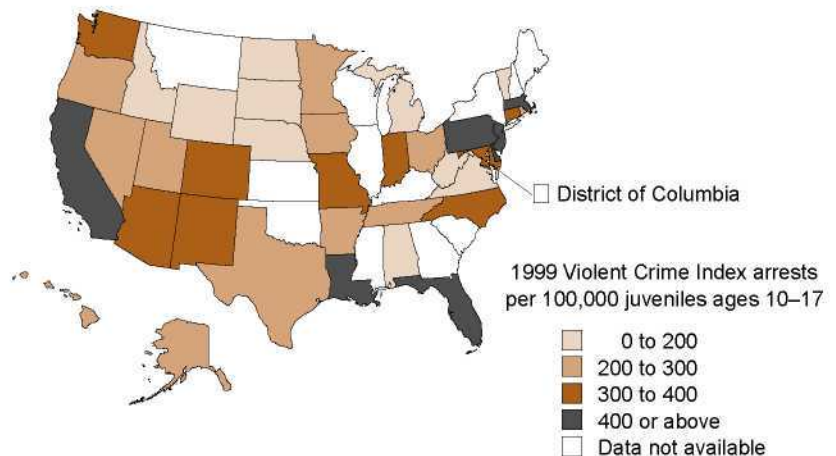 District of Columbia
1999 Violent Crime Index arrests
per 100,000 juveniles ages 10–17
0 to 200
200 to 300
300 to 400
400 or above
Data not available